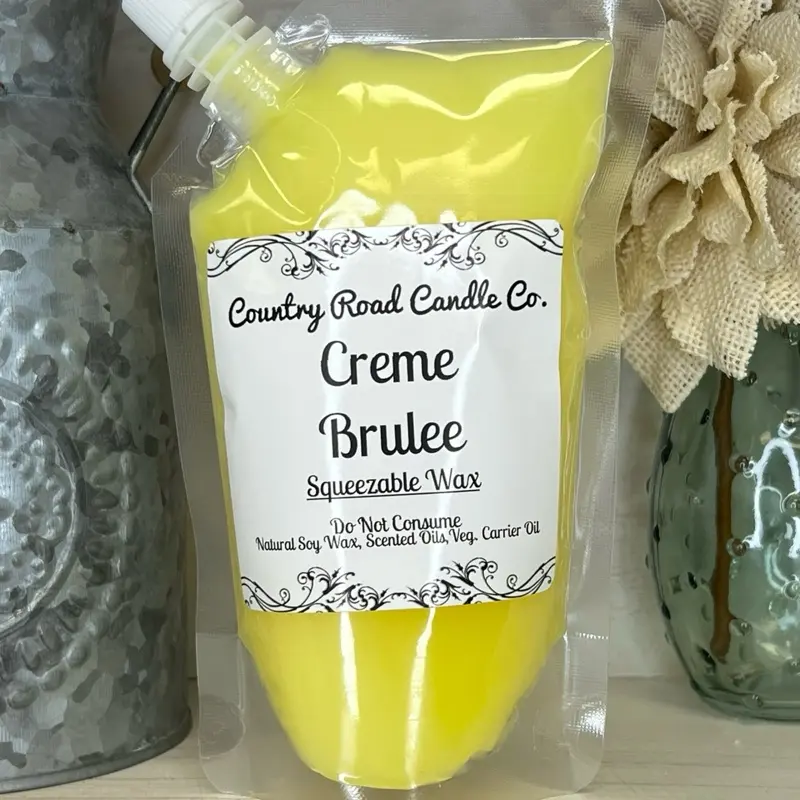 Country Road Candle Co.
Creme
Brulee
Squeezable Wax
Do Not Consume
Natural Soy Wax, Scented Oils, Veg. Carrier Oil